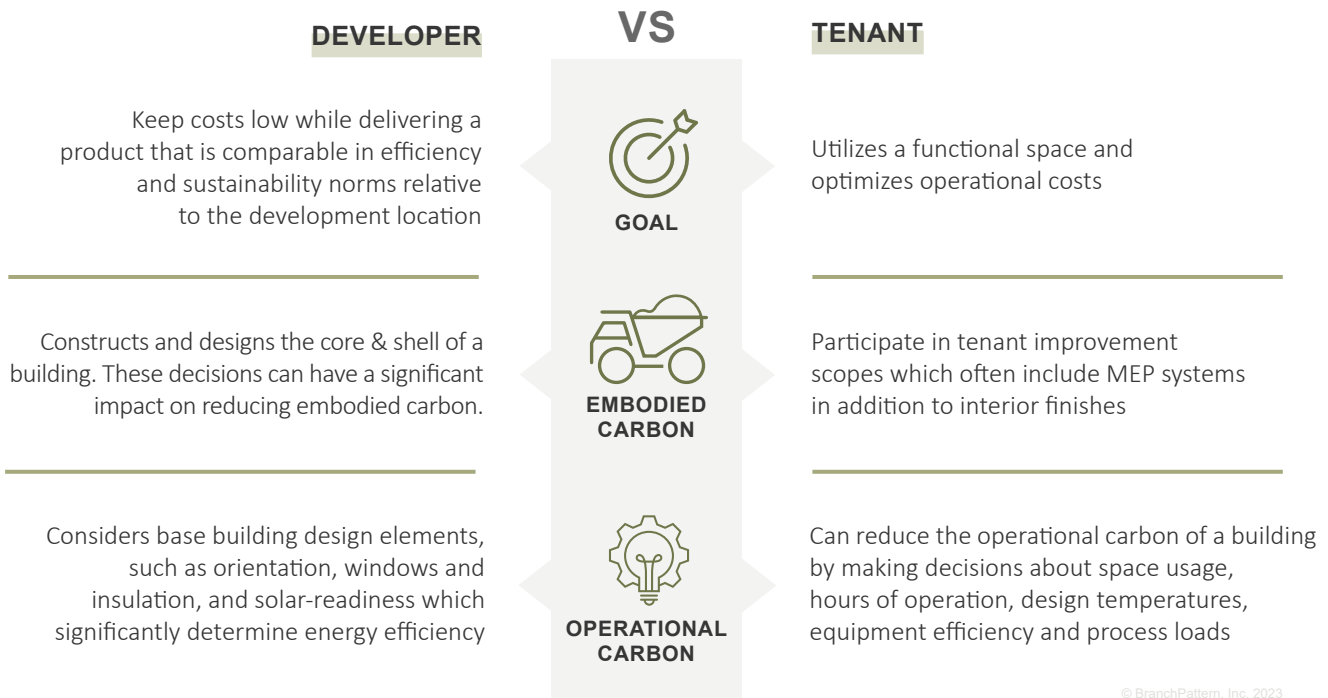 DEVELOPER
VS
TENANT
Keep costs low while delivering a
product that is comparable in efficiency
and sustainability norms relative
to the development location
GOAL
Utilizes a functional space and
optimizes operational costs
Constructs and designs the core & shell of a
building. These decisions can have a significant
impact on reducing embodied carbon.
EMBODIED
CARBON
Participate in tenant improvement
scopes which often include MEP systems
in addition to interior finishes
Considers base building design elements,
such as orientation, windows and
insulation, and solar-readiness which
significantly determine energy efficiency
OPERATIONAL
CARBON
Can reduce the operational carbon of a building
by making decisions about space usage,
hours of operation, design temperatures,
equipment efficiency and process loads
© BranchPattern, Inc. 2023